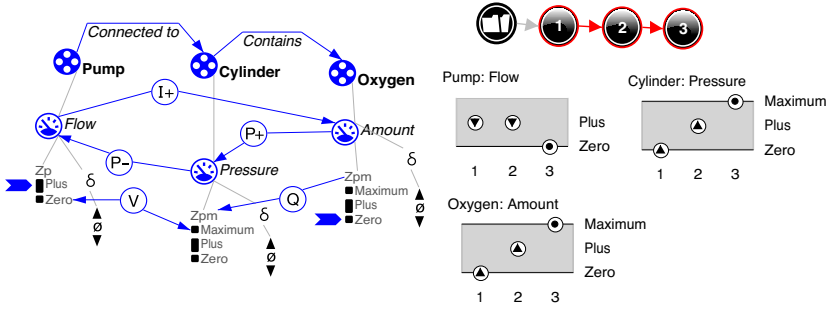 Connected to
Contains
Pump
Cylinder
Oxygen
I+
Flow
P+
Amount
P–
Pressure
Zp
Plus
Zero
δ
ø
V
Q
Zpm
Maximum
Plus
Zero
δ
ø
Zpm
Maximum
Plus
Zero
δ
ø
1 2 3
Pump: Flow
Plus
Zero
1 2 3
Cylinder: Pressure
Maximum
Plus
Zero
1 2 3
Oxygen: Amount
Maximum
Plus
Zero
1 2 3